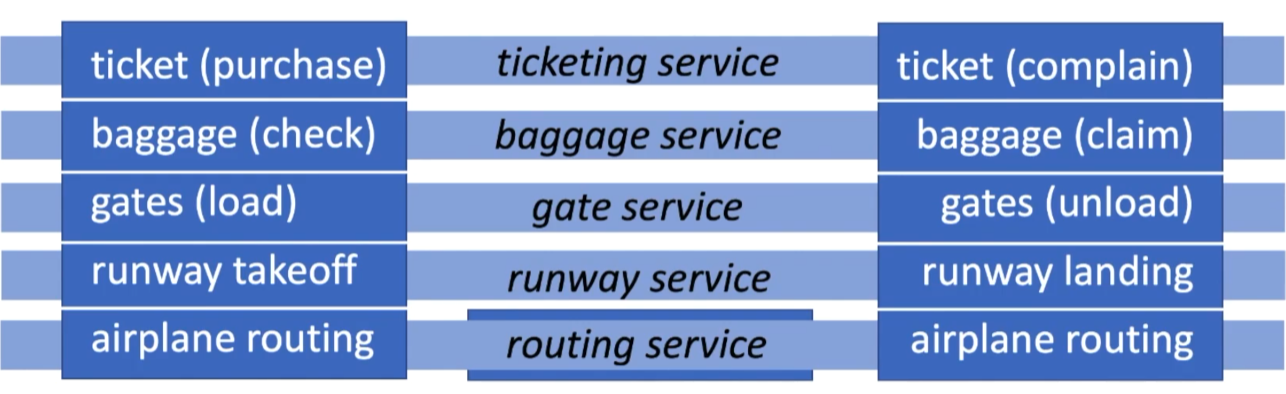 ticket (purchase) ticketing service ticket (complain)
baggage (check) baggage service baggage (claim)
gates (load) gate service gates (unload)
runway takeoff runway service runway landing
airplane routing routing service airplane routing